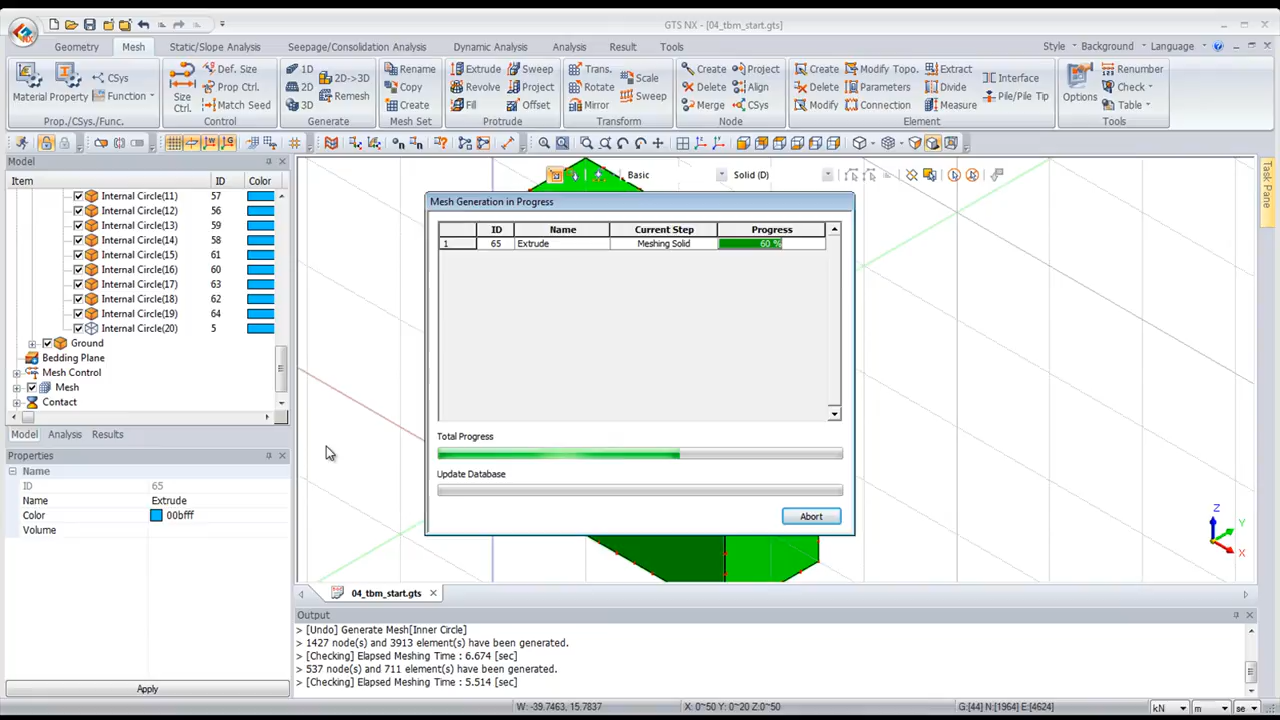 GTS NX - [04_tbm_start.gts]
Geometry Mesh Static/Slope Analysis Seepage/Consolidation Analysis Dynamic Analysis Analysis Result Tools Style Background Language
Material Property CSys Function
Prop./CSys./Func.
Size Ctrl. Def. Size Prop Ctrl. Match Seed
Control
1D 2D 3D 2D->3D Remesh
Generate
Rename Copy Create
Mesh Set
Extrude Revolve Fill Sweep Project Offset
Protrude
Trans. Rotate Mirror Scale Sweep
Transform
Create Delete Merge Project Align CSys
Node
Create Delete Modify Modify Topo. Parameters Connection Extract Divide Measure Interface Pile/Pile Tip
Element
Options Renumber Check Table
Tools
Model
Item ID Color
Internal Circle(11) 57
Internal Circle(12) 56
Internal Circle(13) 59
Internal Circle(14) 58
Internal Circle(15) 61
Internal Circle(16) 60
Internal Circle(17) 63
Internal Circle(18) 62
Internal Circle(19) 64
Internal Circle(20) 5
Ground
Bedding Plane
Mesh Control
Mesh
Contact
Model Analysis Results
Properties
Name
ID 65
Name Extrude
Color 00bfff
Volume
Apply
Basic Solid (D)
Task Pane
Mesh Generation in Progress
ID Name Current Step Progress
1 65 Extrude Meshing Solid 60 %
Total Progress
Update Database
Abort
Z
Y
X
04_tbm_start.gts
Output
> [Undo] Generate Mesh[Inner Circle]
> 1427 node(s) and 3913 element(s) have been generated.
> [Checking] Elapsed Meshing Time : 6.674 [sec]
> 537 node(s) and 711 element(s) have been generated.
> [Checking] Elapsed Meshing Time : 5.514 [sec]
W: -39.7463, 15.7837 X: 0~50 Y: 0~20 Z:0~50 G:[44] N:[1964] E:[4624] kN m se